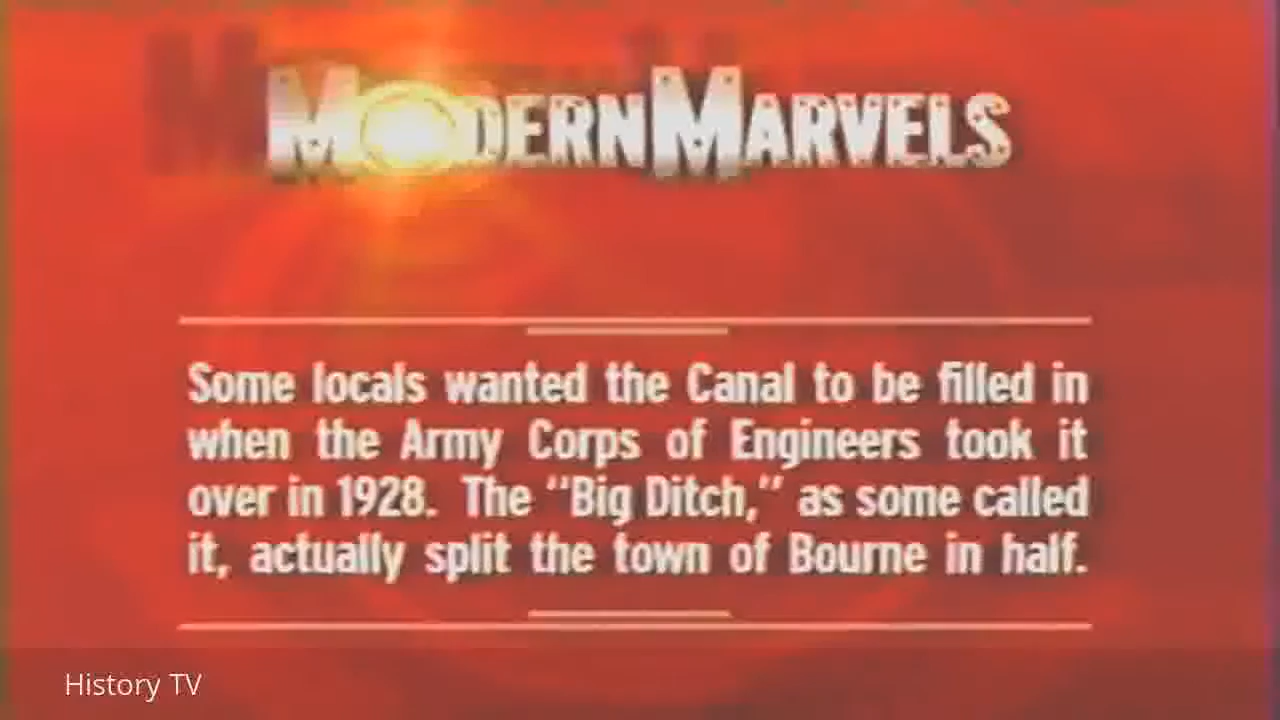 MODERN MARVELS
Some locals wanted the Canal to be filled in
when the Army Corps of Engineers took it
over in 1928. The “Big Ditch,” as some called
it, actually split the town of Bourne in half.
History TV